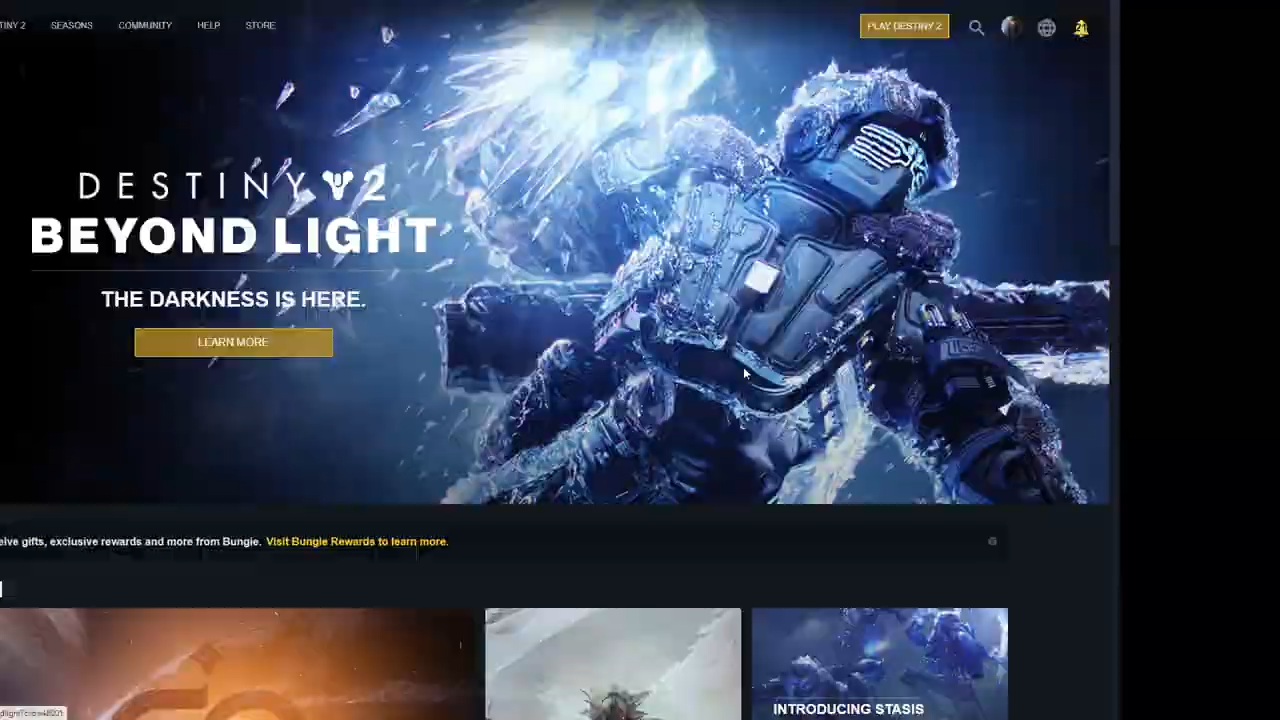 TINY 2 SEASONS COMMUNITY HELP STORE PLAY DESTINY 2 21
DESTINY 2
BEYOND LIGHT
THE DARKNESS IS HERE.
LEARN MORE
eive gifts, exclusive rewards and more from Bungie. Visit Bungie Rewards to learn more.
INTRODUCING STASIS